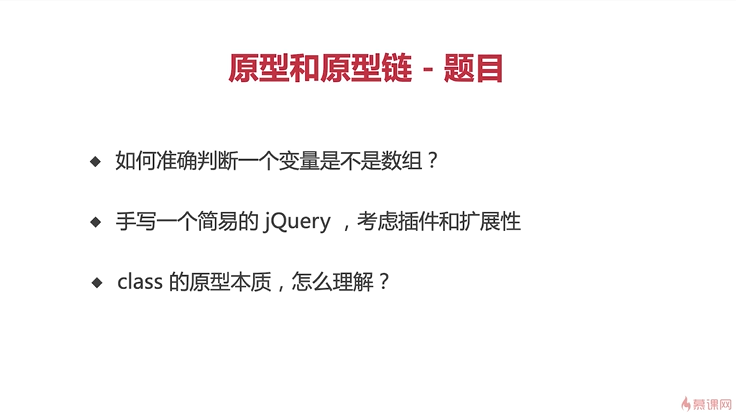 原型和原型链 - 题目
如何准确判断一个变量是不是数组？
手写一个简易的 jQuery ，考虑插件和扩展性
class 的原型本质，怎么理解？
慕课网